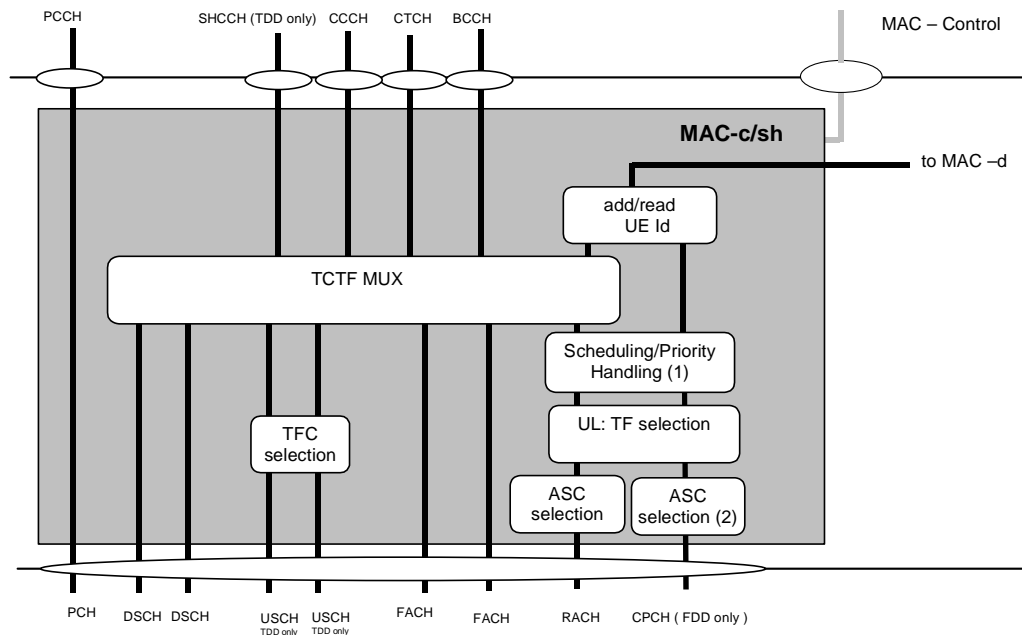 PCCH
SHCCH (TDD only)
CCCH
CTCH
BCCH
MAC – Control
MAC-c/sh
to MAC –d
add/read
UE Id
TCTF MUX
Scheduling/Priority
Handling (1)
UL: TF selection
TFC
selection
ASC
selection
ASC
selection (2)
PCH
DSCH
DSCH
USCH
TDD only
USCH
TDD only
FACH
FACH
RACH
CPCH ( FDD only )